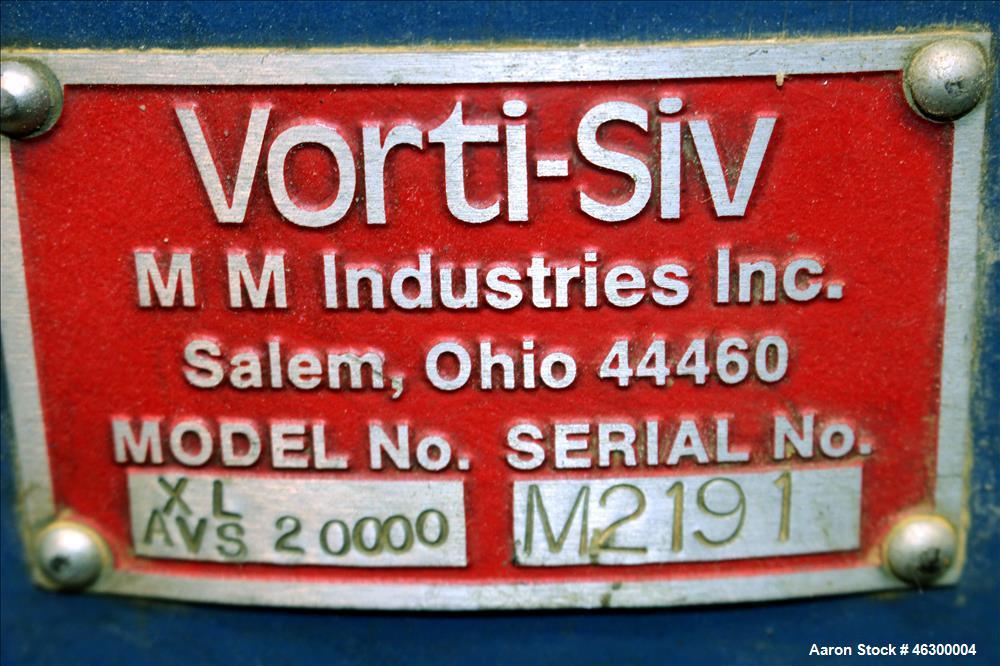 Vorti-Siv
M M Industries Inc.
Salem, Ohio 44460
MODEL No. SERIAL No.
XL
AVS 20000 M2191
Aaron Stock # 46300004